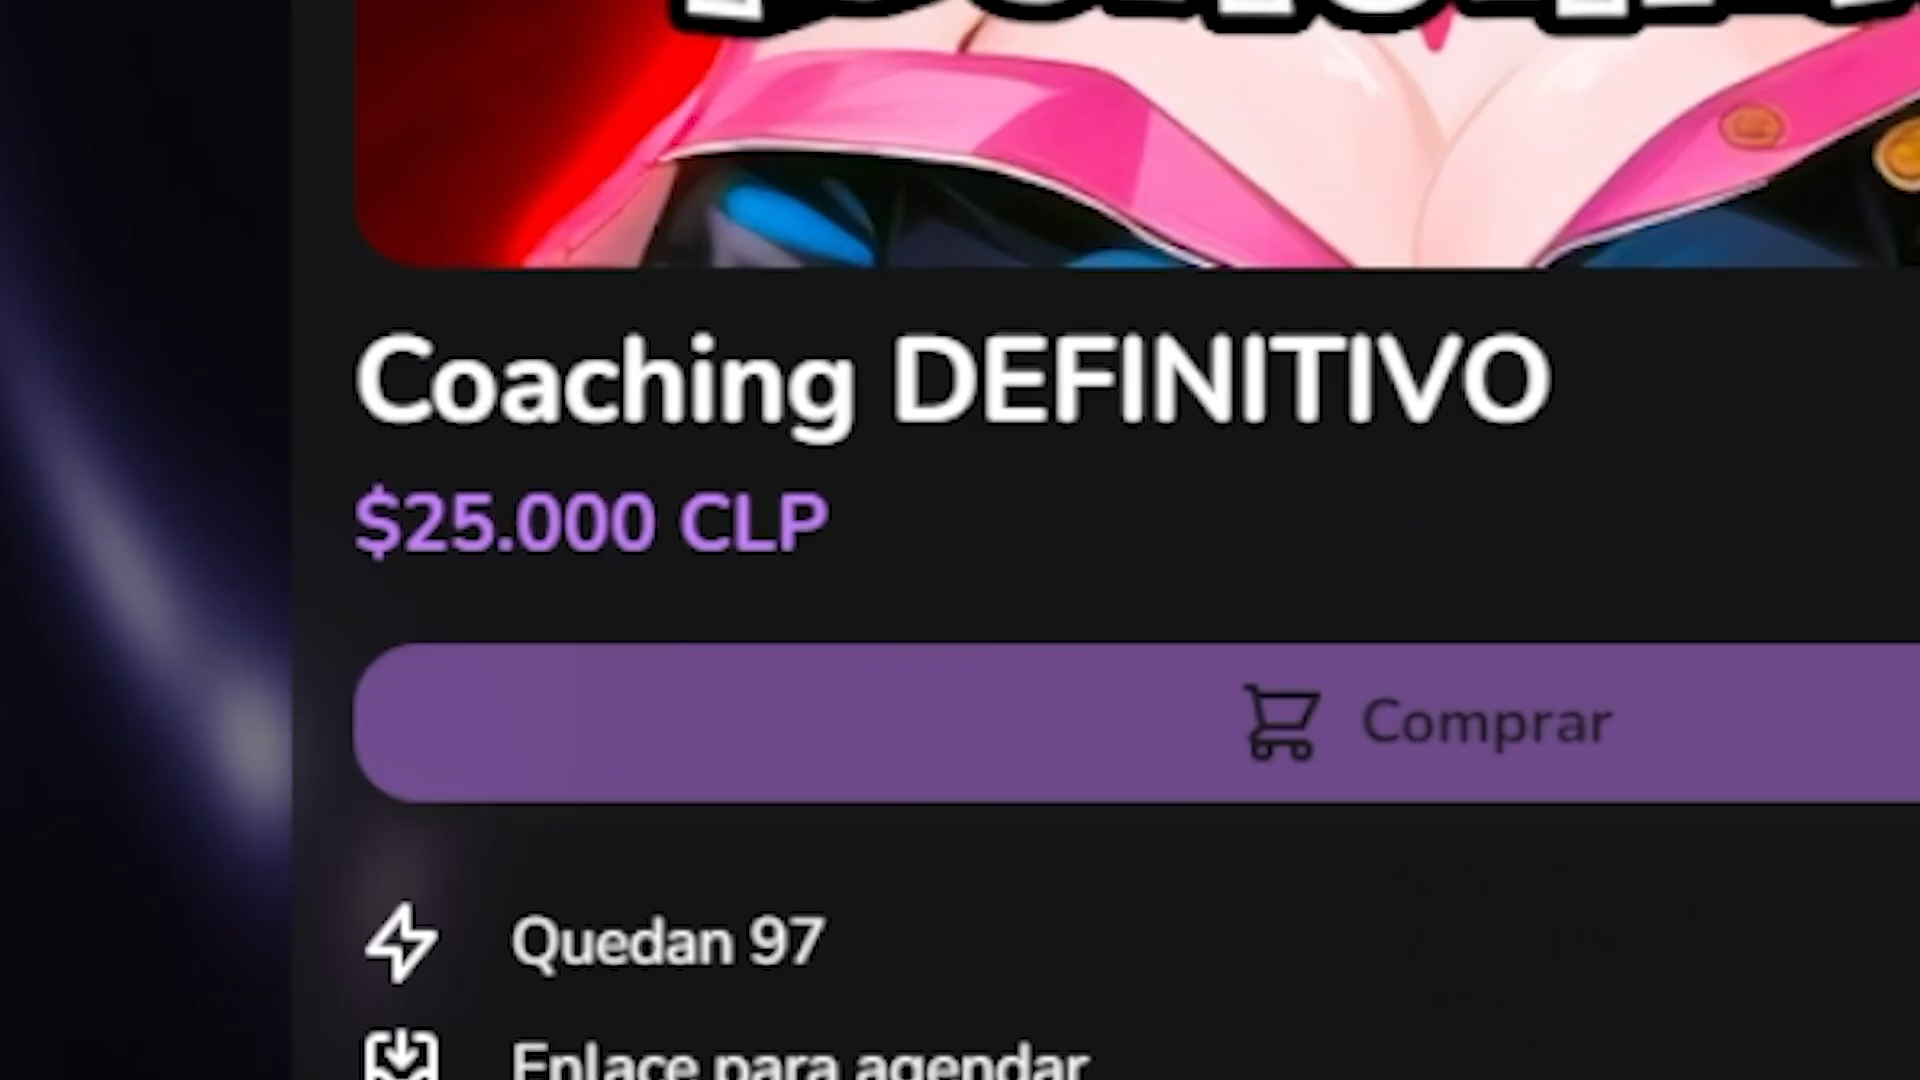 Coaching DEFINITIVO
$25.000 CLP
Comprar
Quedan 97
Enlace para agendar